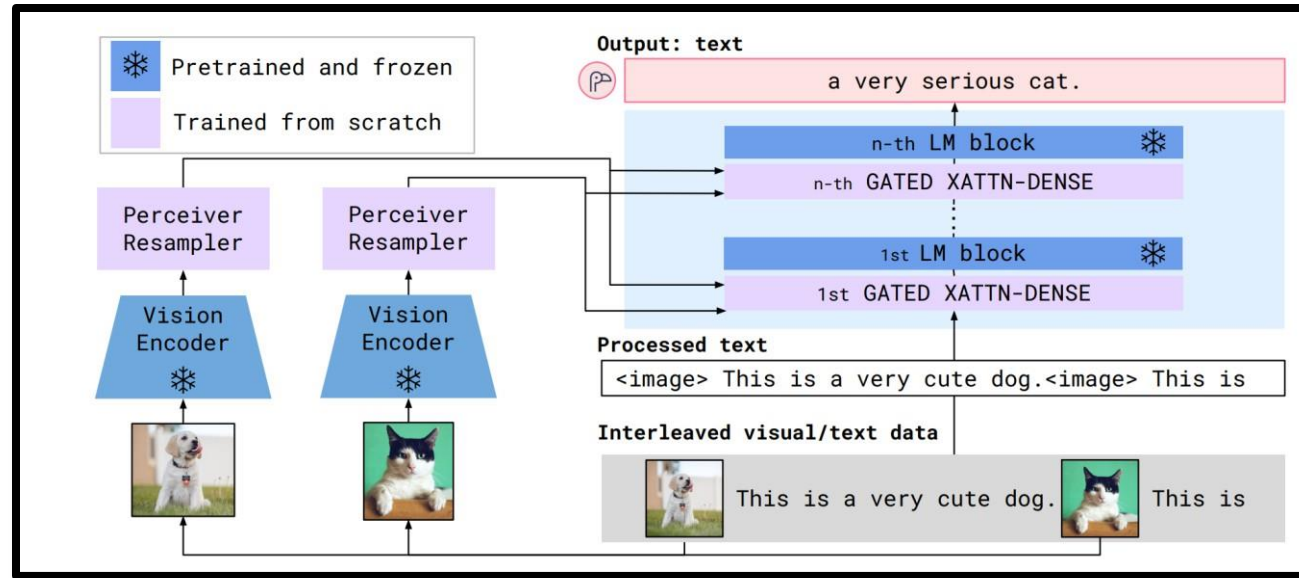 Pretrained and frozen
Trained from scratch
Output: text
a very serious cat.
n-th LM block
n-th GATED XATTN-DENSE
1st LM block
1st GATED XATTN-DENSE
Perceiver
Resampler
Perceiver
Resampler
Vision
Encoder
Vision
Encoder
Processed text
<image> This is a very cute dog.<image> This is
Interleaved visual/text data
This is a very cute dog.
This is